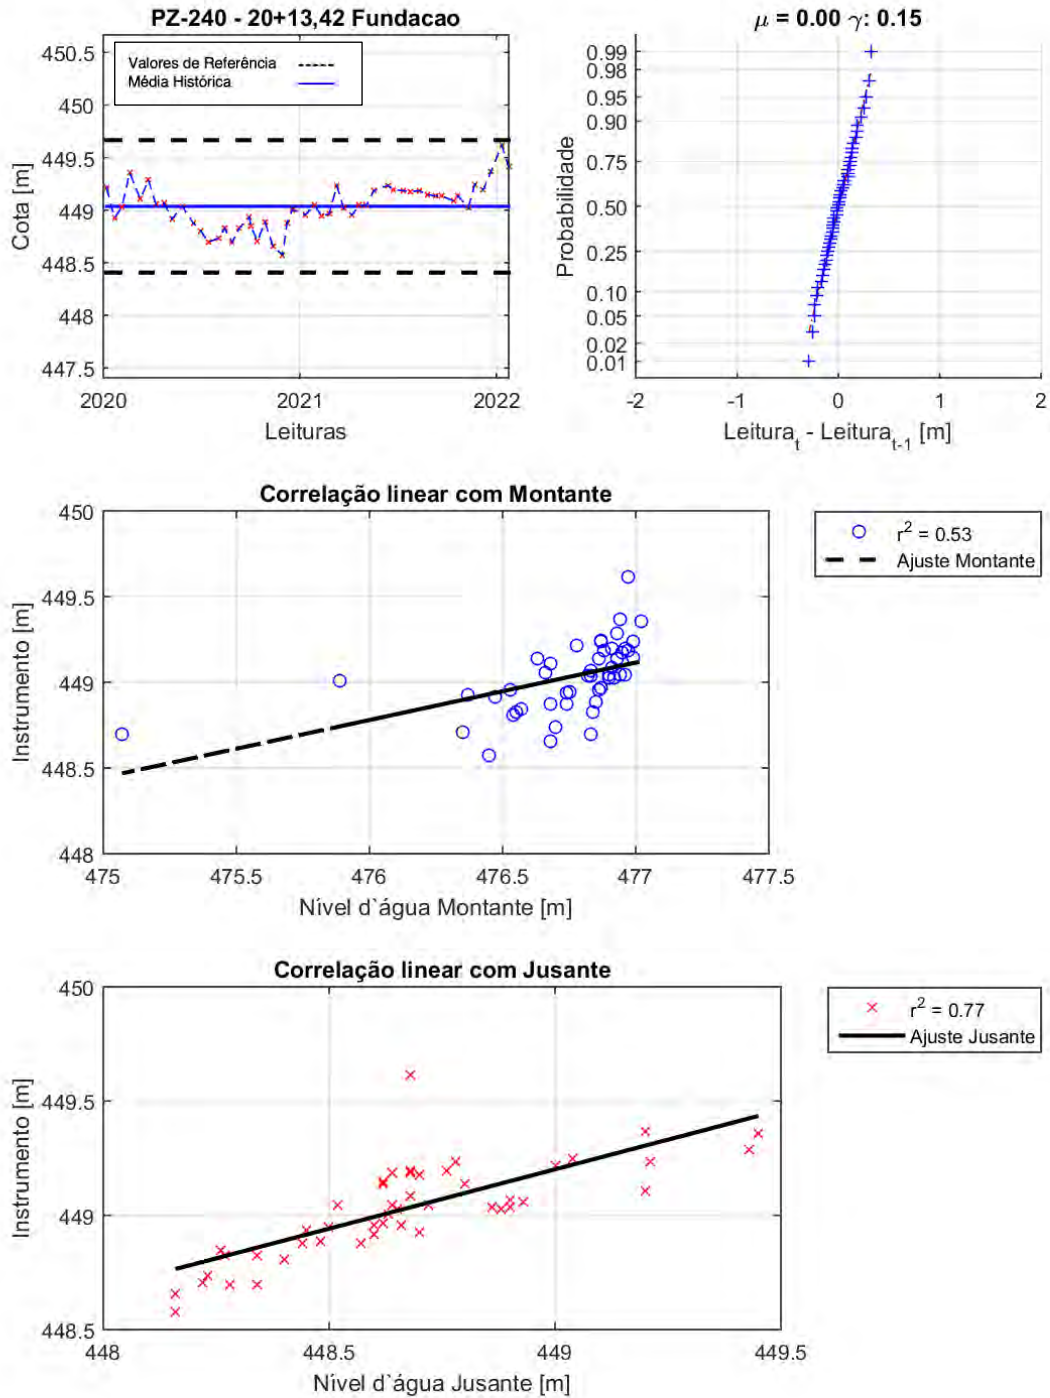 PZ-240 - 20+13,42 Fundacao
450.5
450
449.5
449
448.5
448
447.5
Cota [m]
Valores de Referência
Média Histórica
2020
2021
2022
Leituras
μ = 0.00 γ: 0.15
0.99
0.98
0.95
0.90
0.75
0.50
0.25
0.10
0.05
0.02
0.01
Probabilidade
-2
-1
0
1
2
Leitura_t - Leitura_t-1 [m]
Correlação linear com Montante
450
449.5
449
448.5
448
Instrumento [m]
475
475.5
476
476.5
477
477.5
Nível d`água Montante [m]
r² = 0.53
Ajuste Montante
Correlação linear com Jusante
450
449.5
449
448.5
Instrumento [m]
448
448.5
449
449.5
Nível d`água Jusante [m]
r² = 0.77
Ajuste Jusante